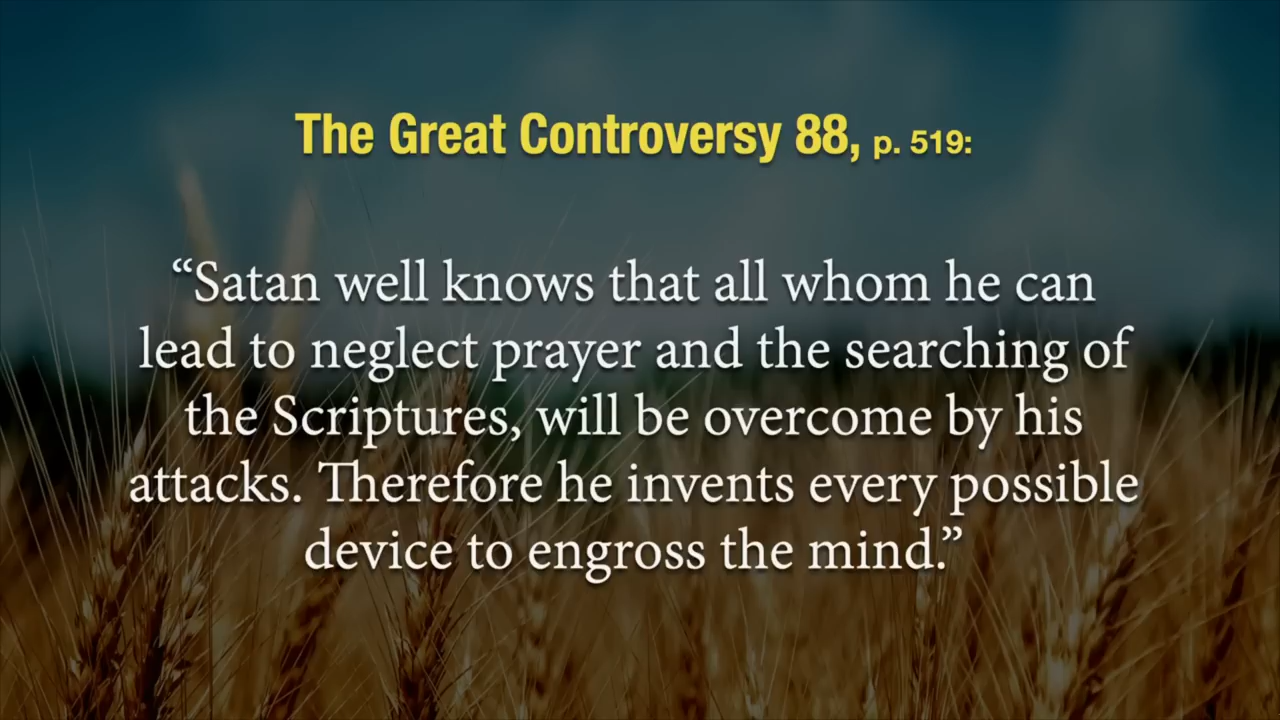 The Great Controversy 88, p. 519:
“Satan well knows that all whom he can
lead to neglect prayer and the searching of
the Scriptures, will be overcome by his
attacks. Therefore he invents every possible
device to engross the mind.”